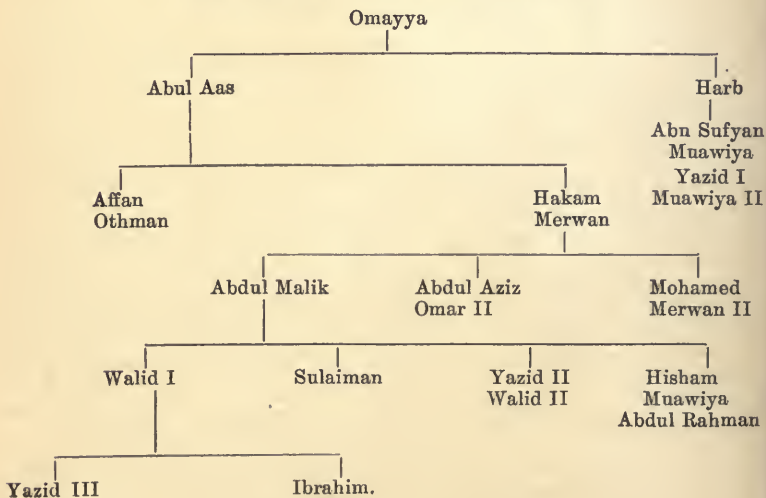 Omayya
Abul Aas Harb
Abn Sufyan
Muawiya
Yazid I
Muawiya II
Affan Hakam
Othman Merwan
Abdul Malik Abdul Aziz Mohamed
Omar II Merwan II
Walid I Sulaiman Yazid II Hisham
Walid II Muawiya
Abdul Rahman
Yazid III Ibrahim.